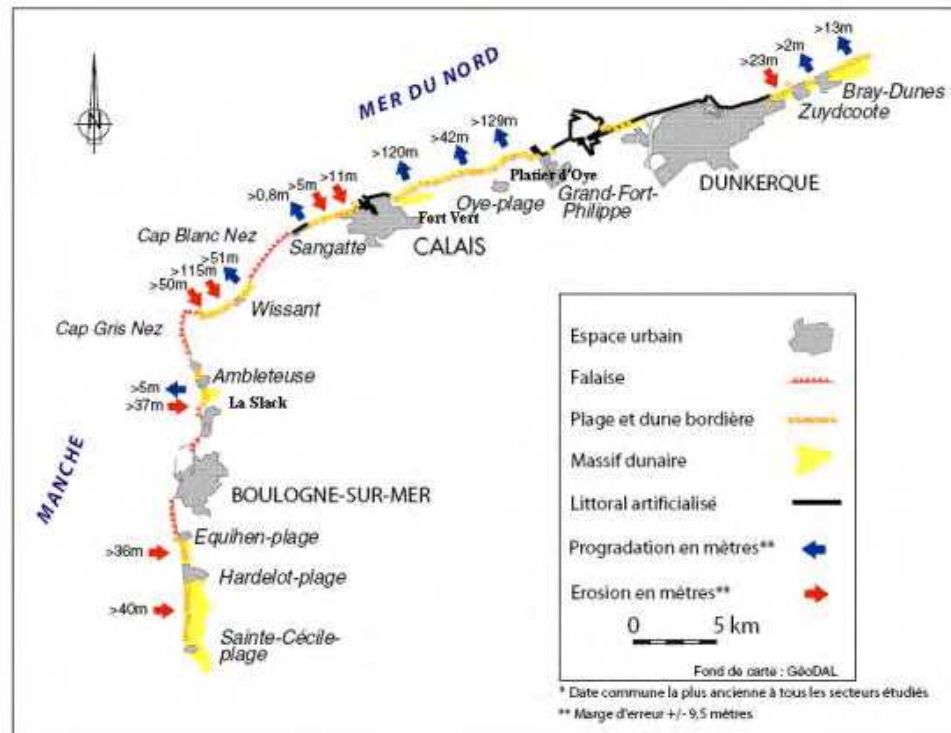 N
MER DU NORD
>13m
>2m
>23m
Bray-Dunes
Zuydcoote
>129m
>42m
>120m
>11m
>5m
>0,8m
Platier d'Oye
DUNKERQUE
Oye-plage
Grand-Fort-
Philippe
Fort Vert
Cap Blanc Nez
Sangatte
CALAIS
>51m
>115m
>50m
Wissant
Cap Gris Nez
Ambleteuse
>5m
>37m
La Slack
MANCHE
BOULOGNE-SUR-MER
Equihen-plage
>36m
Hardelot-plage
>40m
Sainte-Cécile-
plage
Espace urbain
Falaise
Plage et dune bordière
Massif dunaire
Littoral artificialisé
Progradation en mètres**
Erosion en mètres**
0 5 km
Fond de carte : GéoDAL
* Date commune la plus ancienne à tous les secteurs étudiés
** Marge d'erreur +/- 9,5 mètres